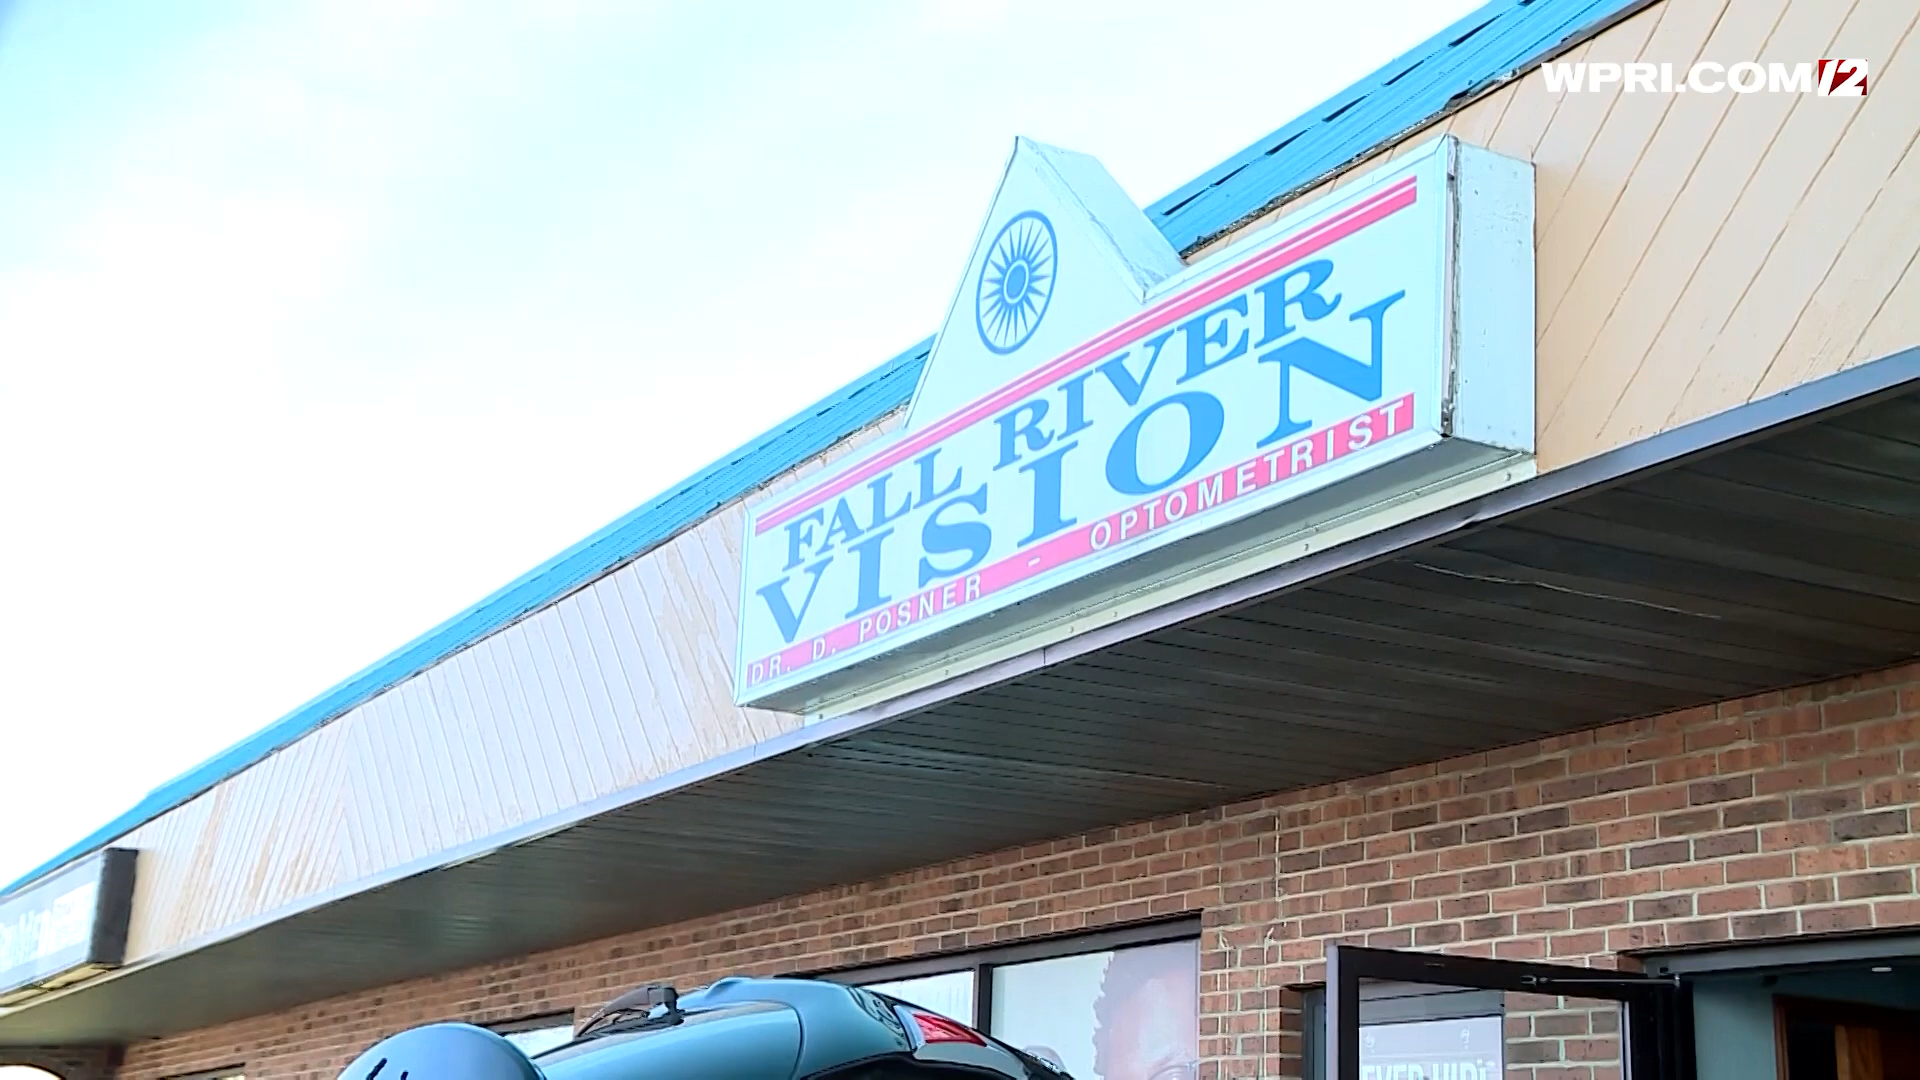 WPRI.COM 12
FALL RIVER
VISION
DR. D. POSNER - OPTOMETRIST